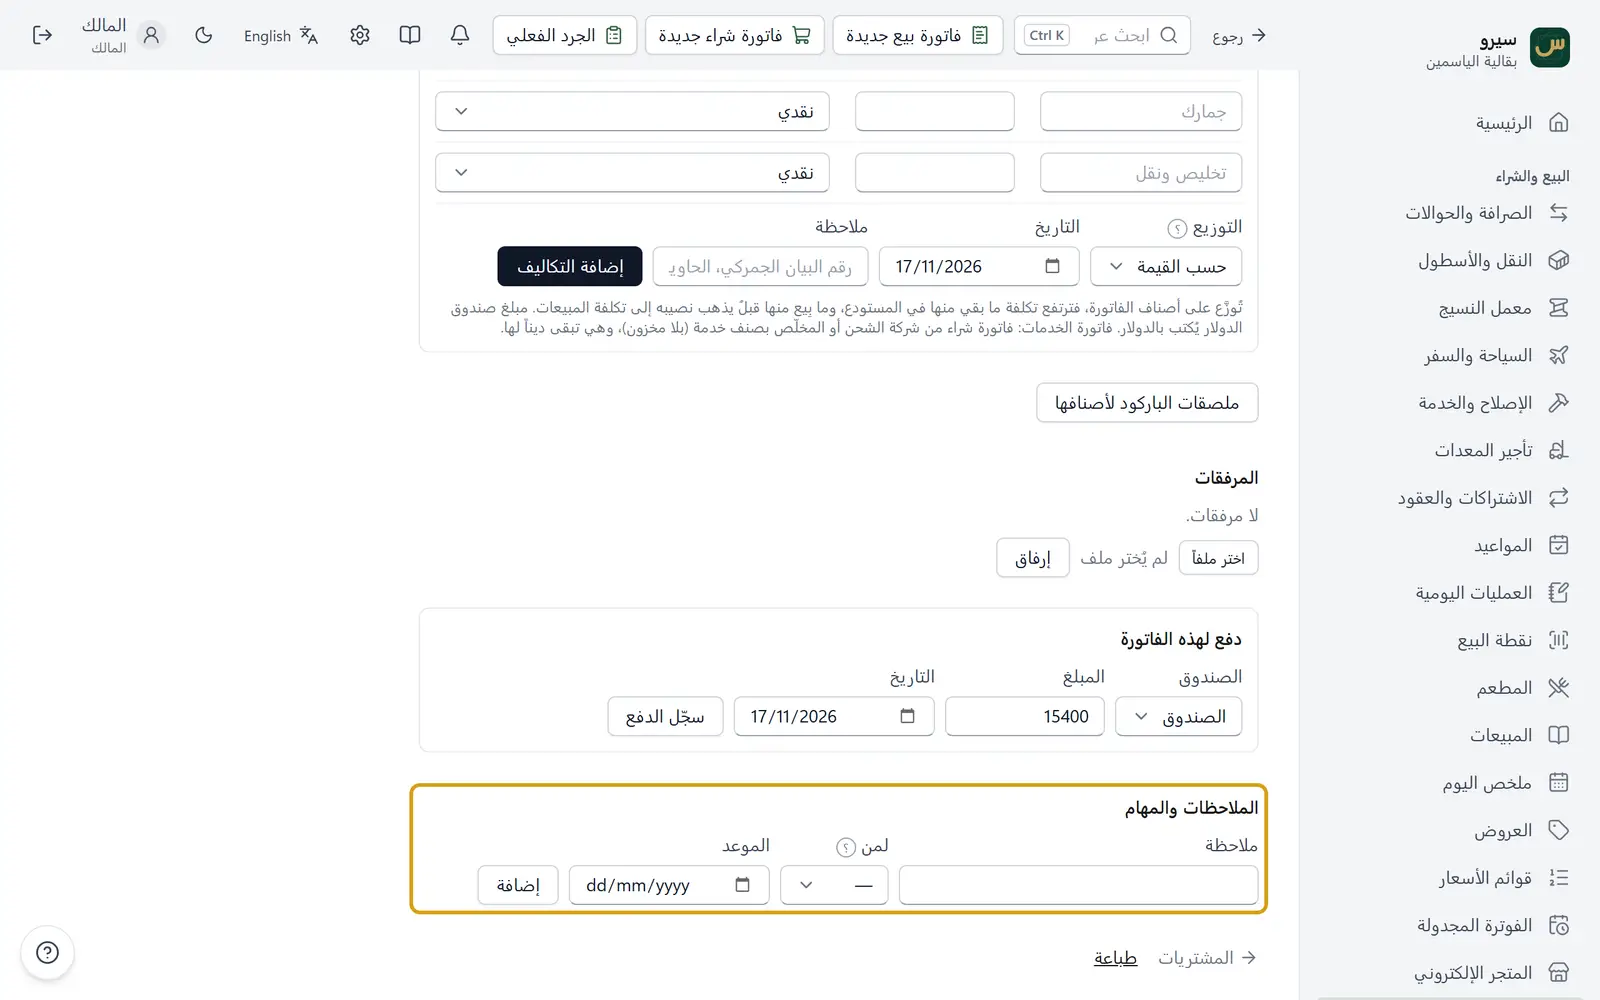 سيرو
بقالية الياسمين
رجوع
ابحث عر
Ctrl K
فاتورة بيع جديدة
فاتورة شراء جديدة
الجرد الفعلي
English
المالك
المالك
الرئيسية
البيع والشراء
الصرافة والحوالات
النقل والأسطول
معمل النسيج
السياحة والسفر
الإصلاح والخدمة
تأجير المعدات
الاشتراكات والعقود
المواعيد
العمليات اليومية
نقطة البيع
المطعم
المبيعات
ملخص اليوم
العروض
قوائم الأسعار
الفوترة المجدولة
المتجر الإلكتروني
جمارك
نقدي
تخليص ونقل
نقدي
التوزيع ؟ التاريخ ملاحظة
حسب القيمة 17/11/2026 رقم البيان الجمركي، الحاوي إضافة التكاليف
تُوزَّع على أصناف الفاتورة، فترتفع تكلفة ما بقي منها في المستودع، وما بِيع منها قبلُ يذهب نصيبه إلى تكلفة المبيعات. مبلغ صندوق
الدولار يُكتب بالدولار. فاتورة الخدمات: فاتورة شراء من شركة الشحن أو المخلّص بصنف خدمة (بلا مخزون)، وهي تبقى ديناً لها.
ملصقات الباركود لأصنافها
المرفقات
لا مرفقات.
اختر ملفاً لم يُختر ملف إرفاق
دفع لهذه الفاتورة
الصندوق المبلغ التاريخ
الصندوق 15400 17/11/2026 سجّل الدفع
الملاحظات والمهام
ملاحظة لمن ؟ الموعد
— dd/mm/yyyy إضافة
المشتريات طباعة